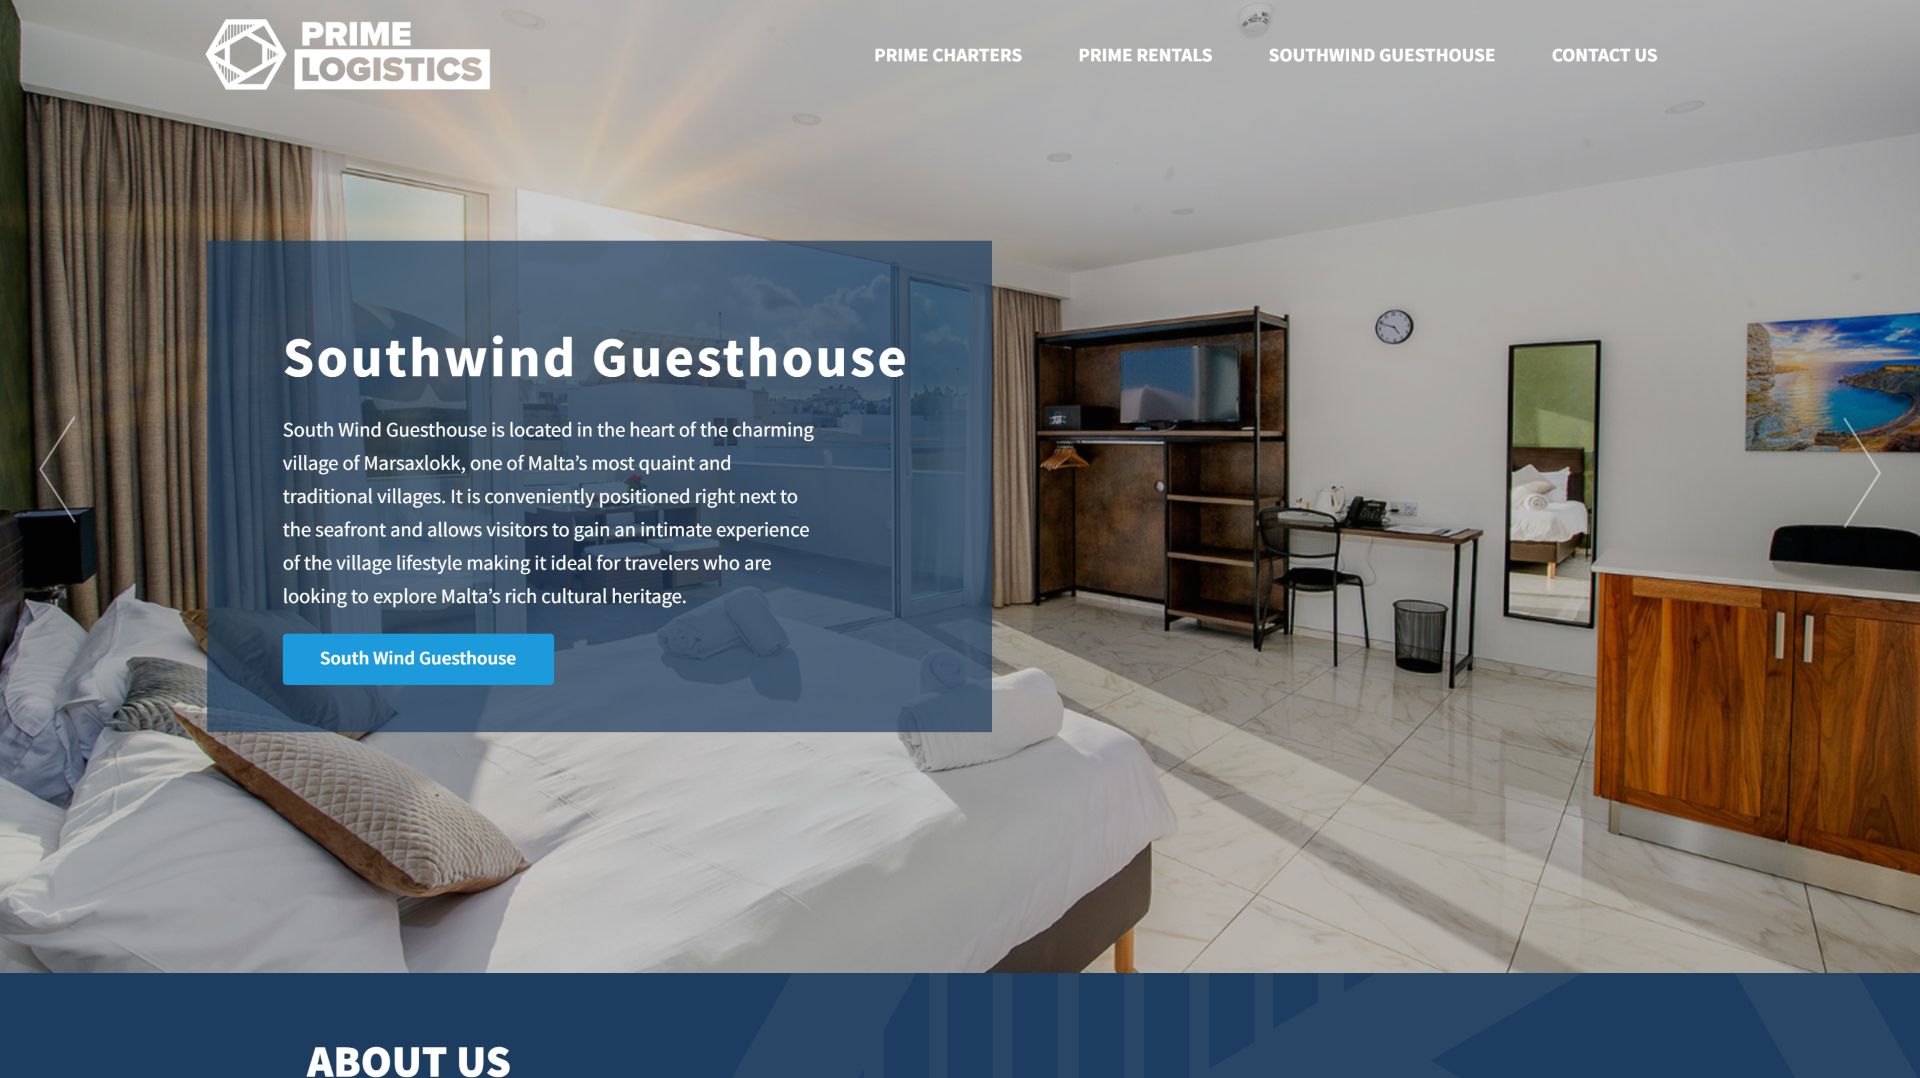 PRIME
LOGISTICS
PRIME CHARTERS
PRIME RENTALS
SOUTHWIND GUESTHOUSE
CONTACT US
Southwind Guesthouse
South Wind Guesthouse is located in the heart of the charming
village of Marsaxlokk, one of Malta’s most quaint and
traditional villages. It is conveniently positioned right next to
the seafront and allows visitors to gain an intimate experience
of the village lifestyle making it ideal for travelers who are
looking to explore Malta’s rich cultural heritage.
South Wind Guesthouse
ABOUT US